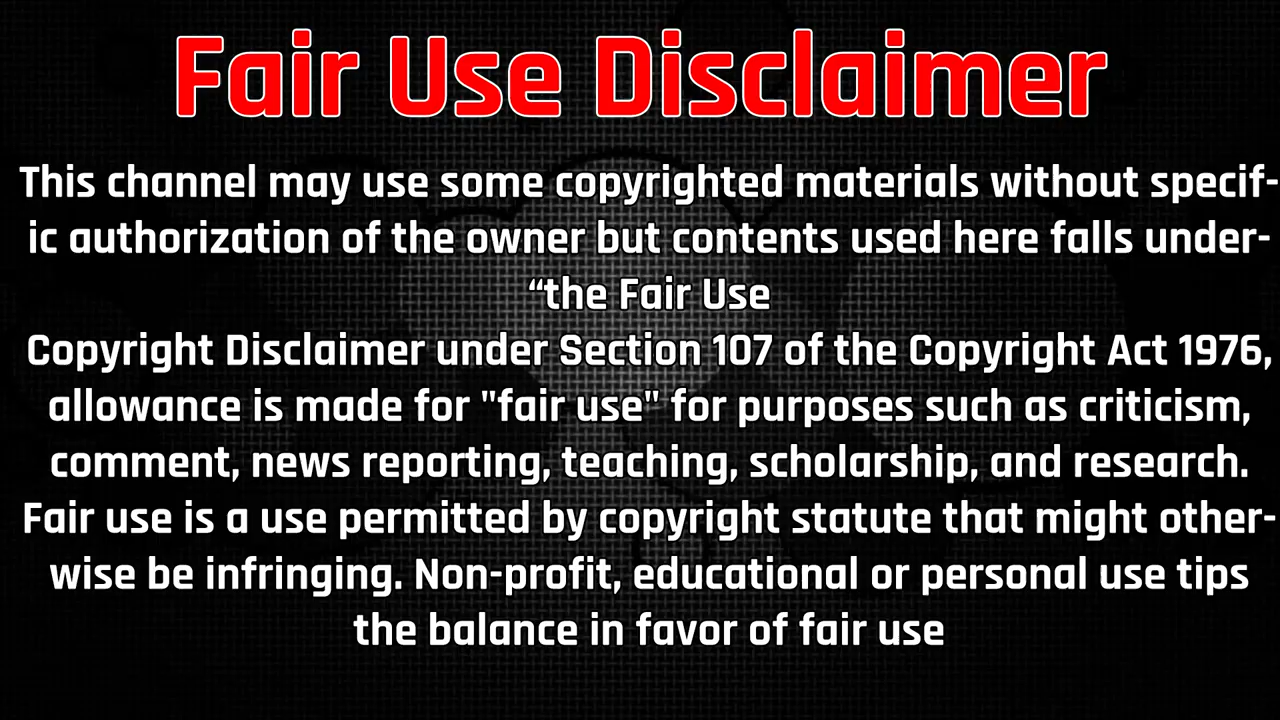 Fair Use Disclaimer
This channel may use some copyrighted materials without specif-
ic authorization of the owner but contents used here falls under-
“the Fair Use
Copyright Disclaimer under Section 107 of the Copyright Act 1976,
allowance is made for "fair use" for purposes such as criticism,
comment, news reporting, teaching, scholarship, and research.
Fair use is a use permitted by copyright statute that might other-
wise be infringing. Non-profit, educational or personal use tips
the balance in favor of fair use